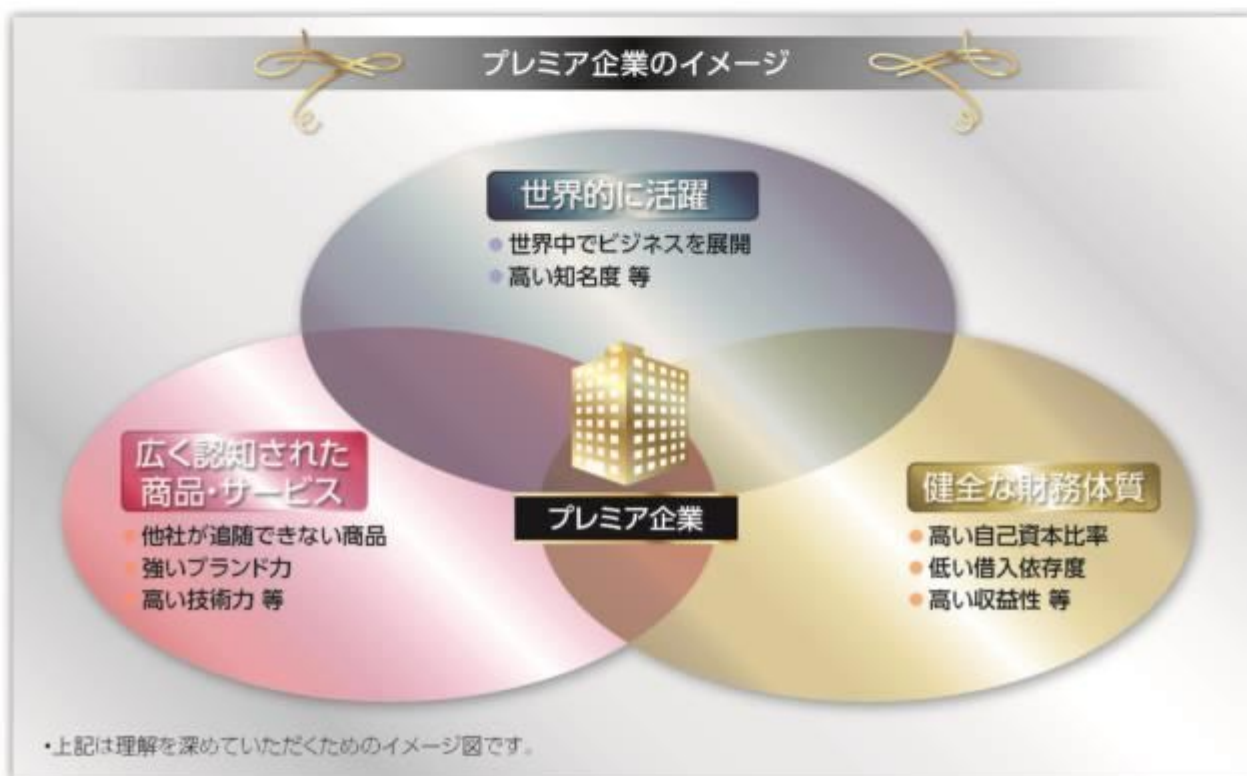 プレミア企業のイメージ
世界的に活躍
●世界中でビジネスを展開
●高い知名度 等
広く認知された
商品・サービス
●他社が追随できない商品
●強いブランド力
●高い技術力 等
プレミア企業
健全な財務体質
●高い自己資本比率
●低い借入依存度
●高い収益性 等
・上記は理解を深めていただくためのイメージ図です。